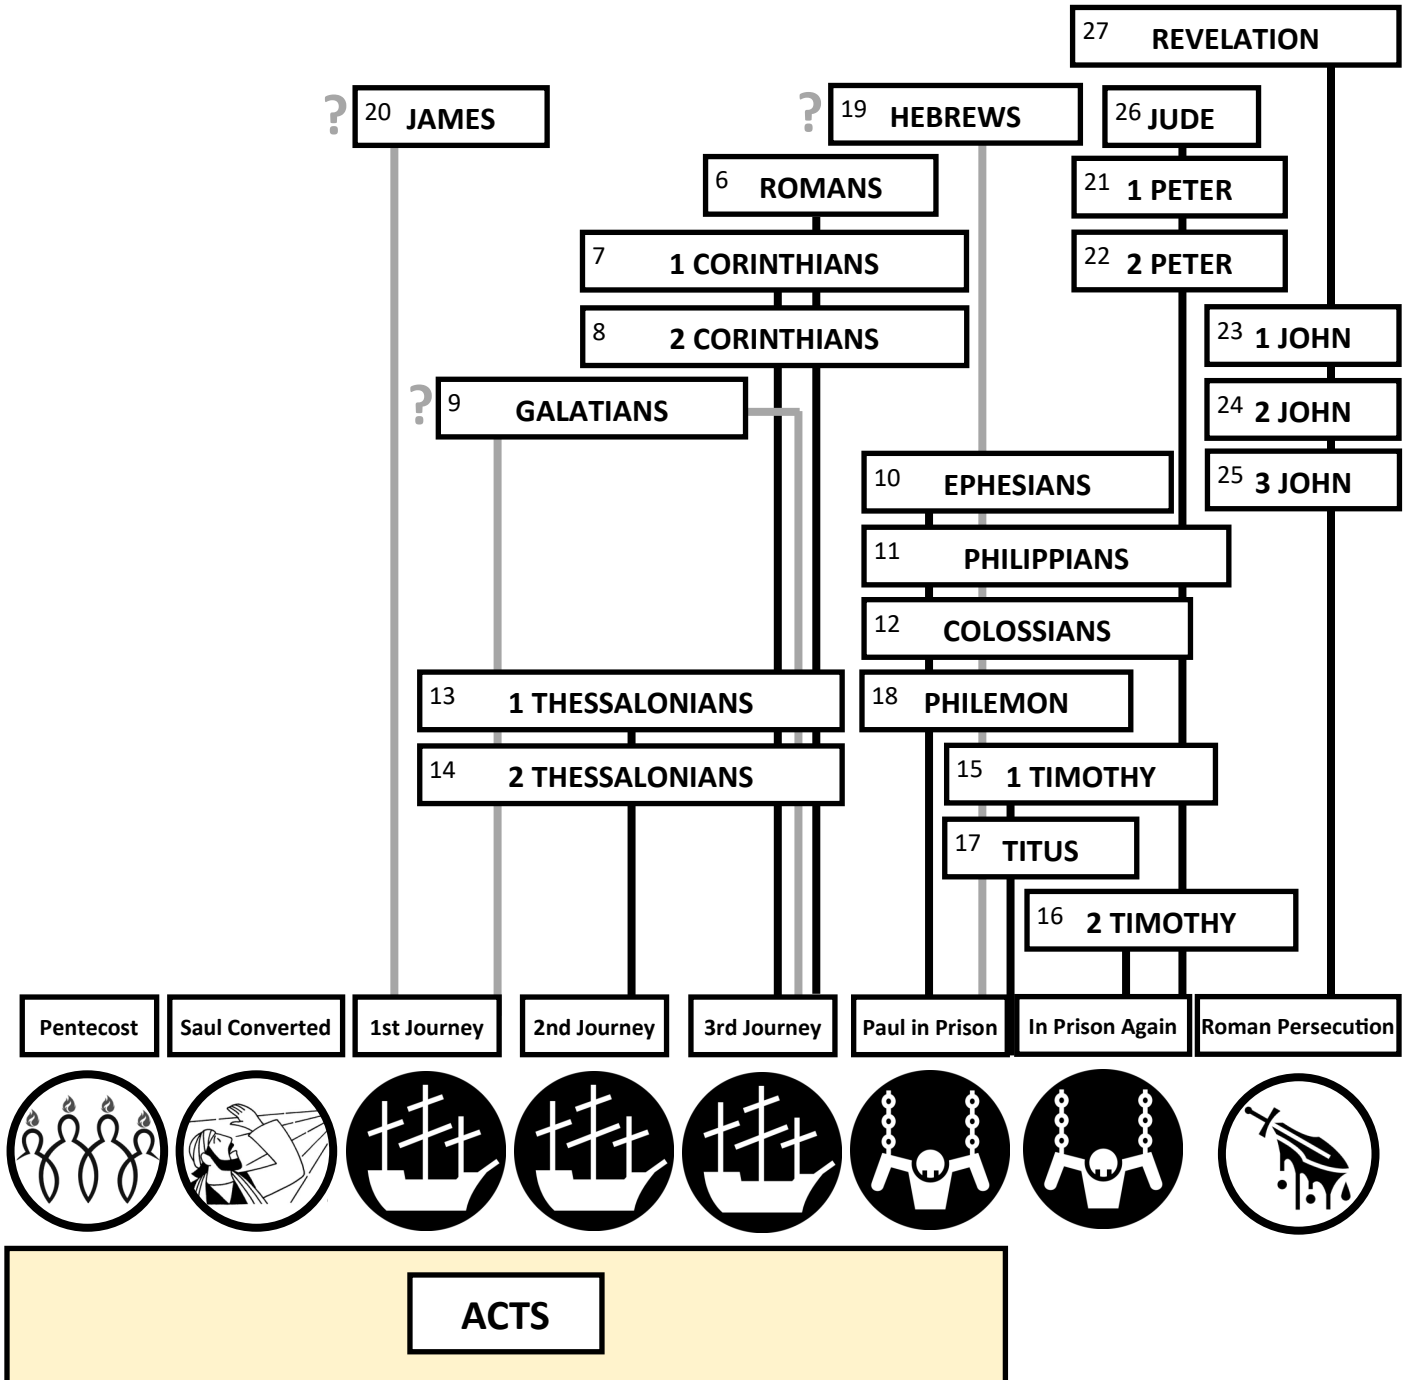 27 REVELATION
? 20 JAMES
? 19 HEBREWS
26 JUDE
6 ROMANS
21 1 PETER
7 1 CORINTHIANS
22 2 PETER
8 2 CORINTHIANS
23 1 JOHN
? 9 GALATIANS
24 2 JOHN
10 EPHESIANS
25 3 JOHN
11 PHILIPPIANS
12 COLOSSIANS
13 1 THESSALONIANS
18 PHILEMON
14 2 THESSALONIANS
15 1 TIMOTHY
17 TITUS
16 2 TIMOTHY
Pentecost
Saul Converted
1st Journey
2nd Journey
3rd Journey
Paul in Prison
In Prison Again
Roman Persecution
ACTS